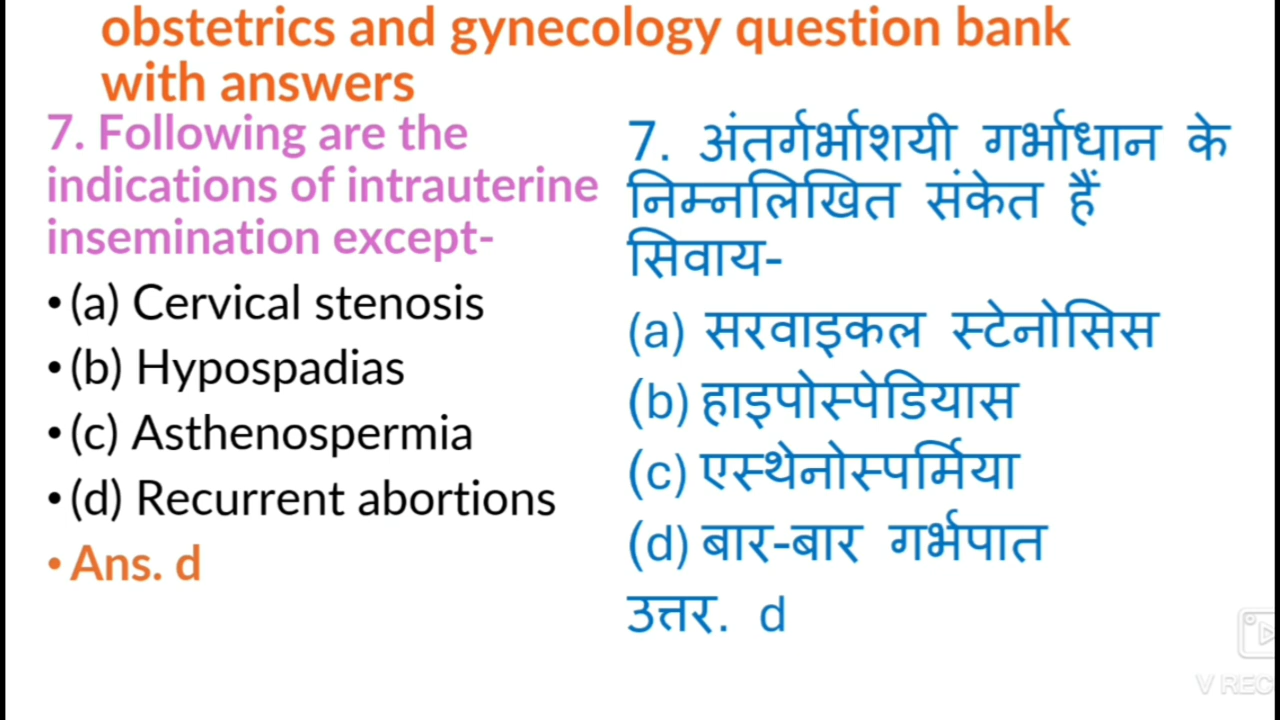 obstetrics and gynecology question bank
with answers
7. Following are the
indications of intrauterine
insemination except-
•(a) Cervical stenosis
•(b) Hypospadias
•(c) Asthenospermia
•(d) Recurrent abortions
•Ans. d
7. अंतर्गर्भाशयी गर्भाधान के
निम्नलिखित संकेत हैं
सिवाय-
(a) सरवाइकल स्टेनोसिस
(b) हाइपोस्पेडियास
(c) एस्थेनोस्पर्मिया
(d) बार-बार गर्भपात
उत्तर. d
V REC